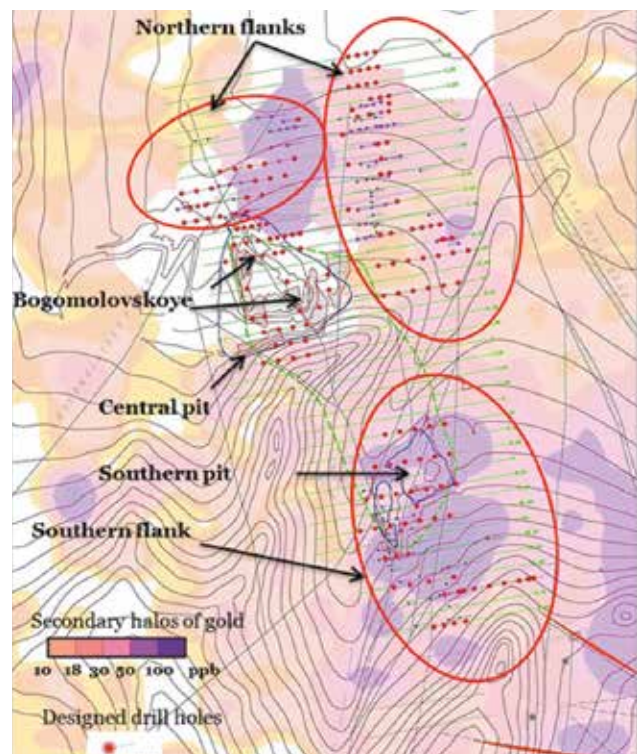 Northern flanks
Bogomolovskoye
Central pit
Southern pit
Southern flank
Secondary halos of gold
10 18 30 50 100 ppb
Designed drill holes